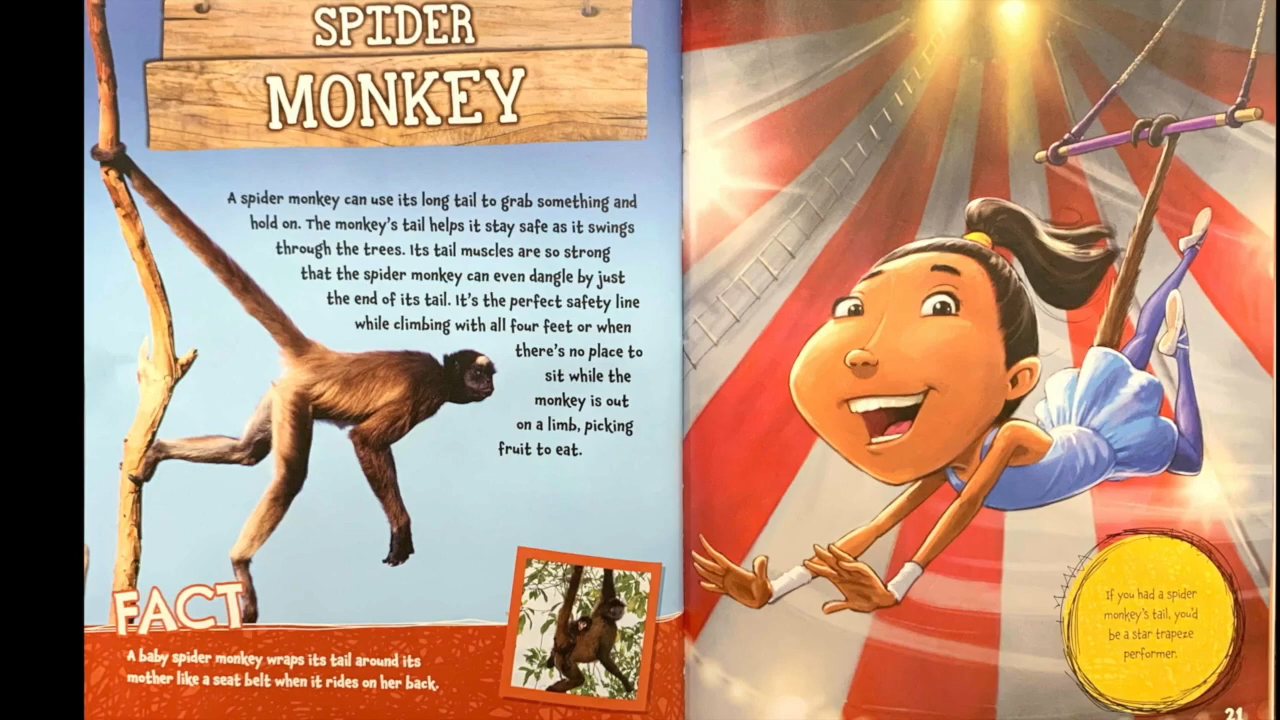 SPIDER
MONKEY
A spider monkey can use its long tail to grab something and
hold on. The monkey's tail helps it stay safe as it swings
through the trees. Its tail muscles are so strong
that the spider monkey can even dangle by just
the end of its tail. It's the perfect safety line
while climbing with all four feet or when
there's no place to
sit while the
monkey is out
on a limb, picking
fruit to eat.
FACT
A baby spider monkey wraps its tail around its
mother like a seat belt when it rides on her back.
If you had a spider
monkey's tail, you'd
be a star trapeze
performer.
21